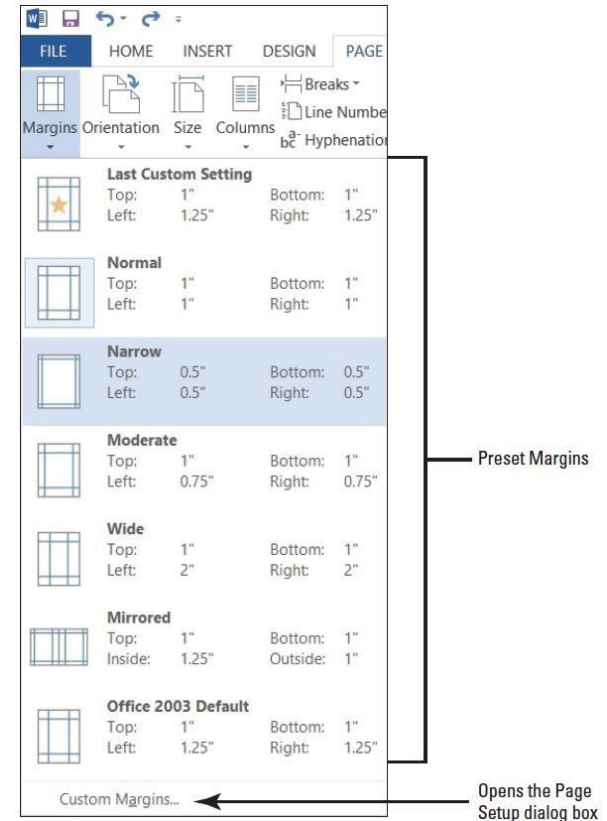 FILE HOME INSERT DESIGN PAGE
Margins Orientation Size Columns
Breaks
Line Numbe
Hyphenation
Last Custom Setting
Top: 1" Bottom: 1"
Left: 1.25" Right: 1.25"
Normal
Top: 1" Bottom: 1"
Left: 1" Right: 1"
Narrow
Top: 0.5" Bottom: 0.5"
Left: 0.5" Right: 0.5"
Moderate
Top: 1" Bottom: 1"
Left: 0.75" Right: 0.75"
Preset Margins
Wide
Top: 1" Bottom: 1"
Left: 2" Right: 2"
Mirrored
Top: 1" Bottom: 1"
Inside: 1.25" Outside: 1"
Office 2003 Default
Top: 1" Bottom: 1"
Left: 1.25" Right: 1.25"
Custom Margins...
Opens the Page
Setup dialog box